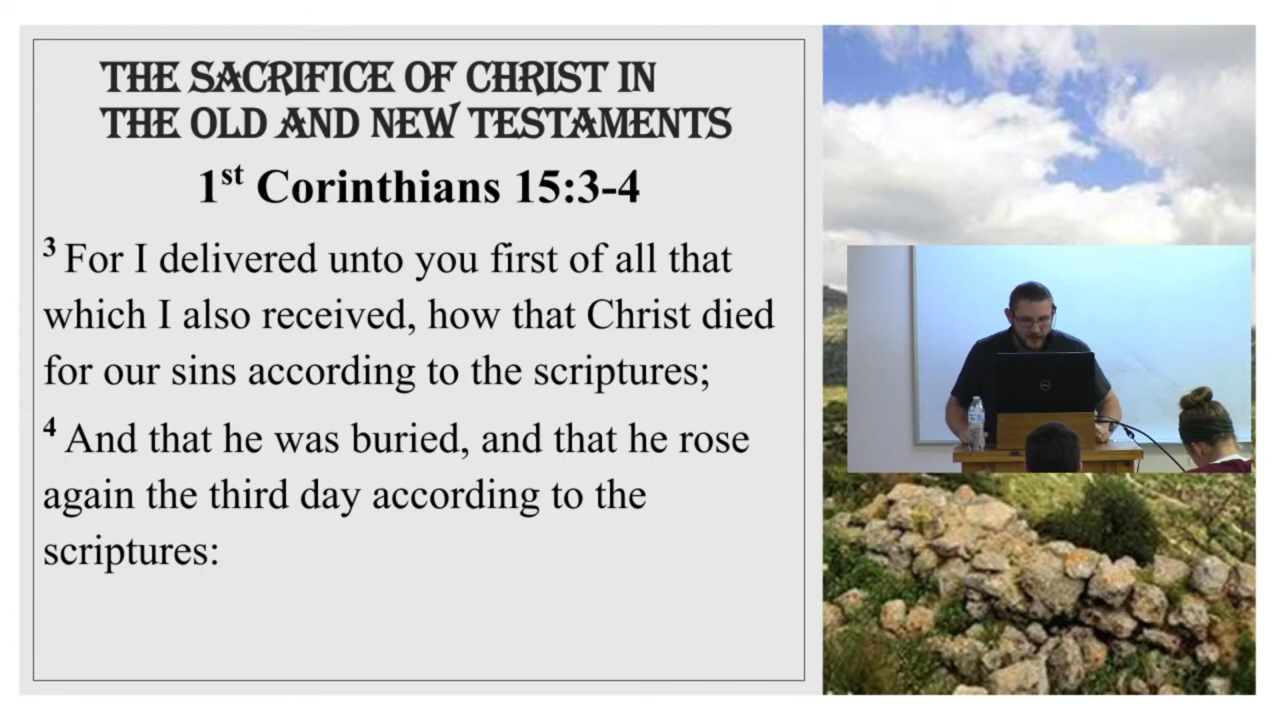 THE SACRIFICE OF CHRIST IN
THE OLD AND NEW TESTAMENTS
1st Corinthians 15:3-4
3 For I delivered unto you first of all that
which I also received, how that Christ died
for our sins according to the scriptures;
4 And that he was buried, and that he rose
again the third day according to the
scriptures: